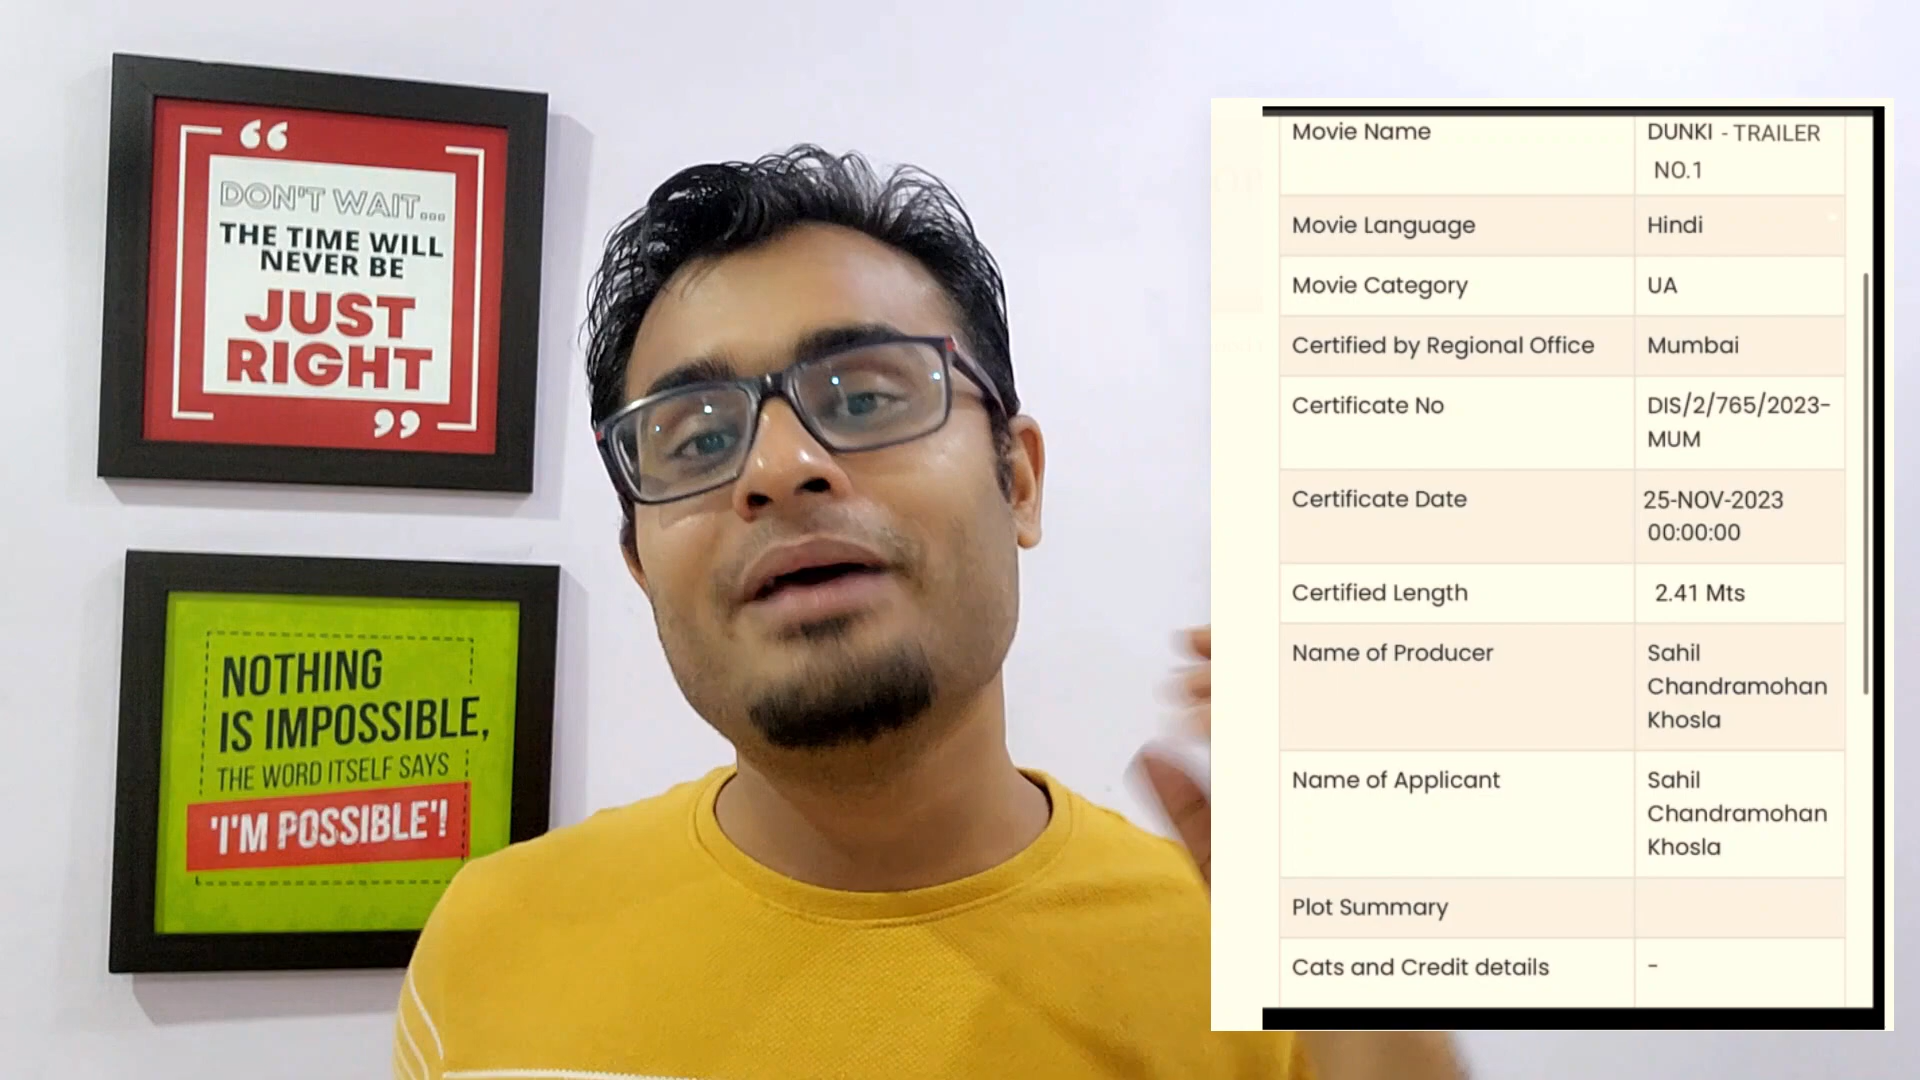 “
DON'T WAIT...
THE TIME WILL
NEVER BE
JUST
RIGHT
”
NOTHING
IS IMPOSSIBLE,
THE WORD ITSELF SAYS
'I'M POSSIBLE'!
Movie Name DUNKI - TRAILER
NO.1
Movie Language Hindi
Movie Category UA
Certified by Regional Office Mumbai
Certificate No DIS/2/765/2023-
MUM
Certificate Date 25-NOV-2023
00:00:00
Certified Length 2.41 Mts
Name of Producer Sahil
Chandramohan
Khosla
Name of Applicant Sahil
Chandramohan
Khosla
Plot Summary
Cats and Credit details -